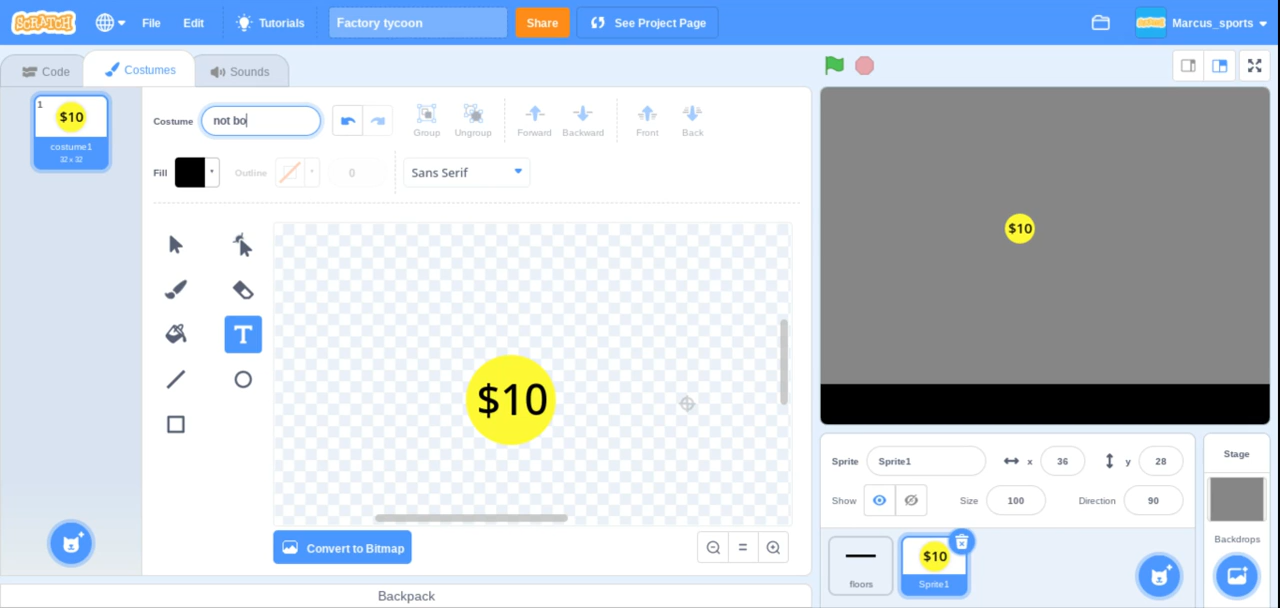 SCRATCH File Edit Tutorials Factory tycoon Share See Project Page Marcus_sports
Code Costumes Sounds
1
$10
costume1
32 x 32
Costume not bo Group Ungroup Forward Backward Front Back
Fill Outline 0 Sans Serif
T
$10
Convert to Bitmap
Backpack
$10
Sprite Sprite1 x 36 y 28
Show Size 100 Direction 90
floors
$10
Sprite1
Stage
Backdrops